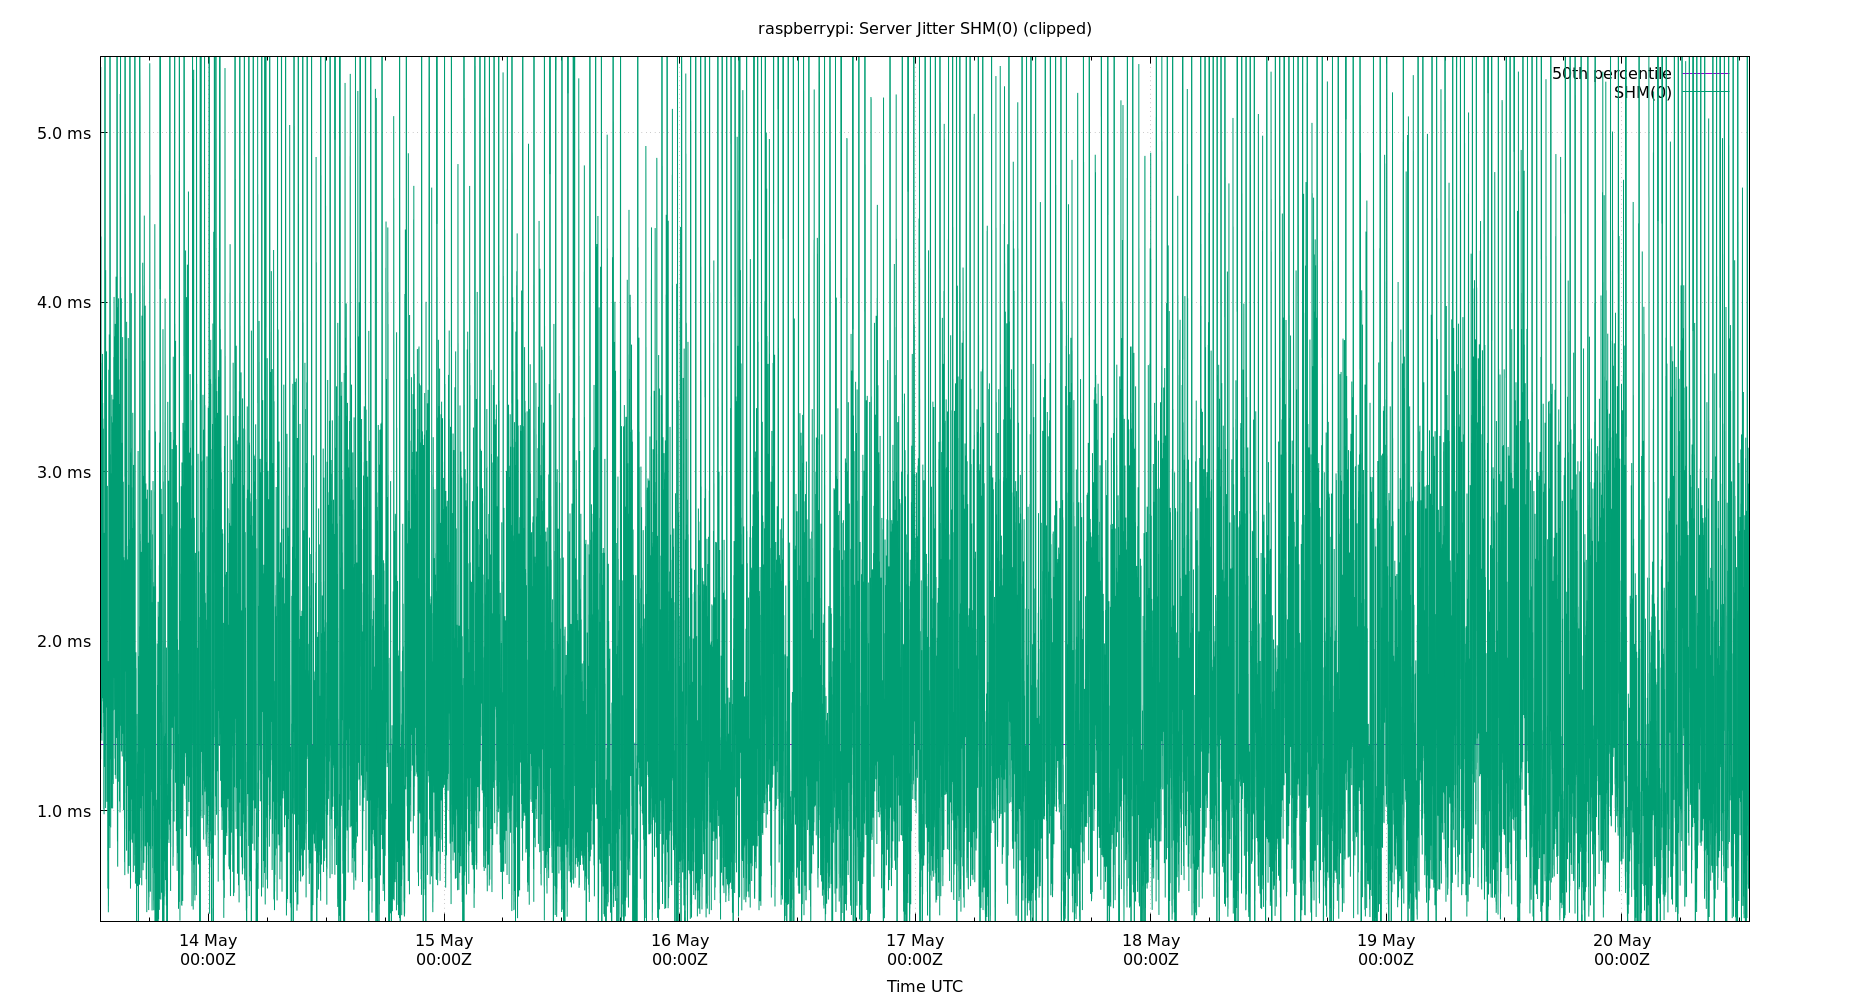 raspberrypi: Server Jitter SHM(0) (clipped)
50th percentile
SHM(0)
5.0 ms
4.0 ms
3.0 ms
2.0 ms
1.0 ms
14 May 15 May 16 May 17 May 18 May 19 May 20 May
00:00Z 00:00Z 00:00Z 00:00Z 00:00Z 00:00Z 00:00Z
Time UTC